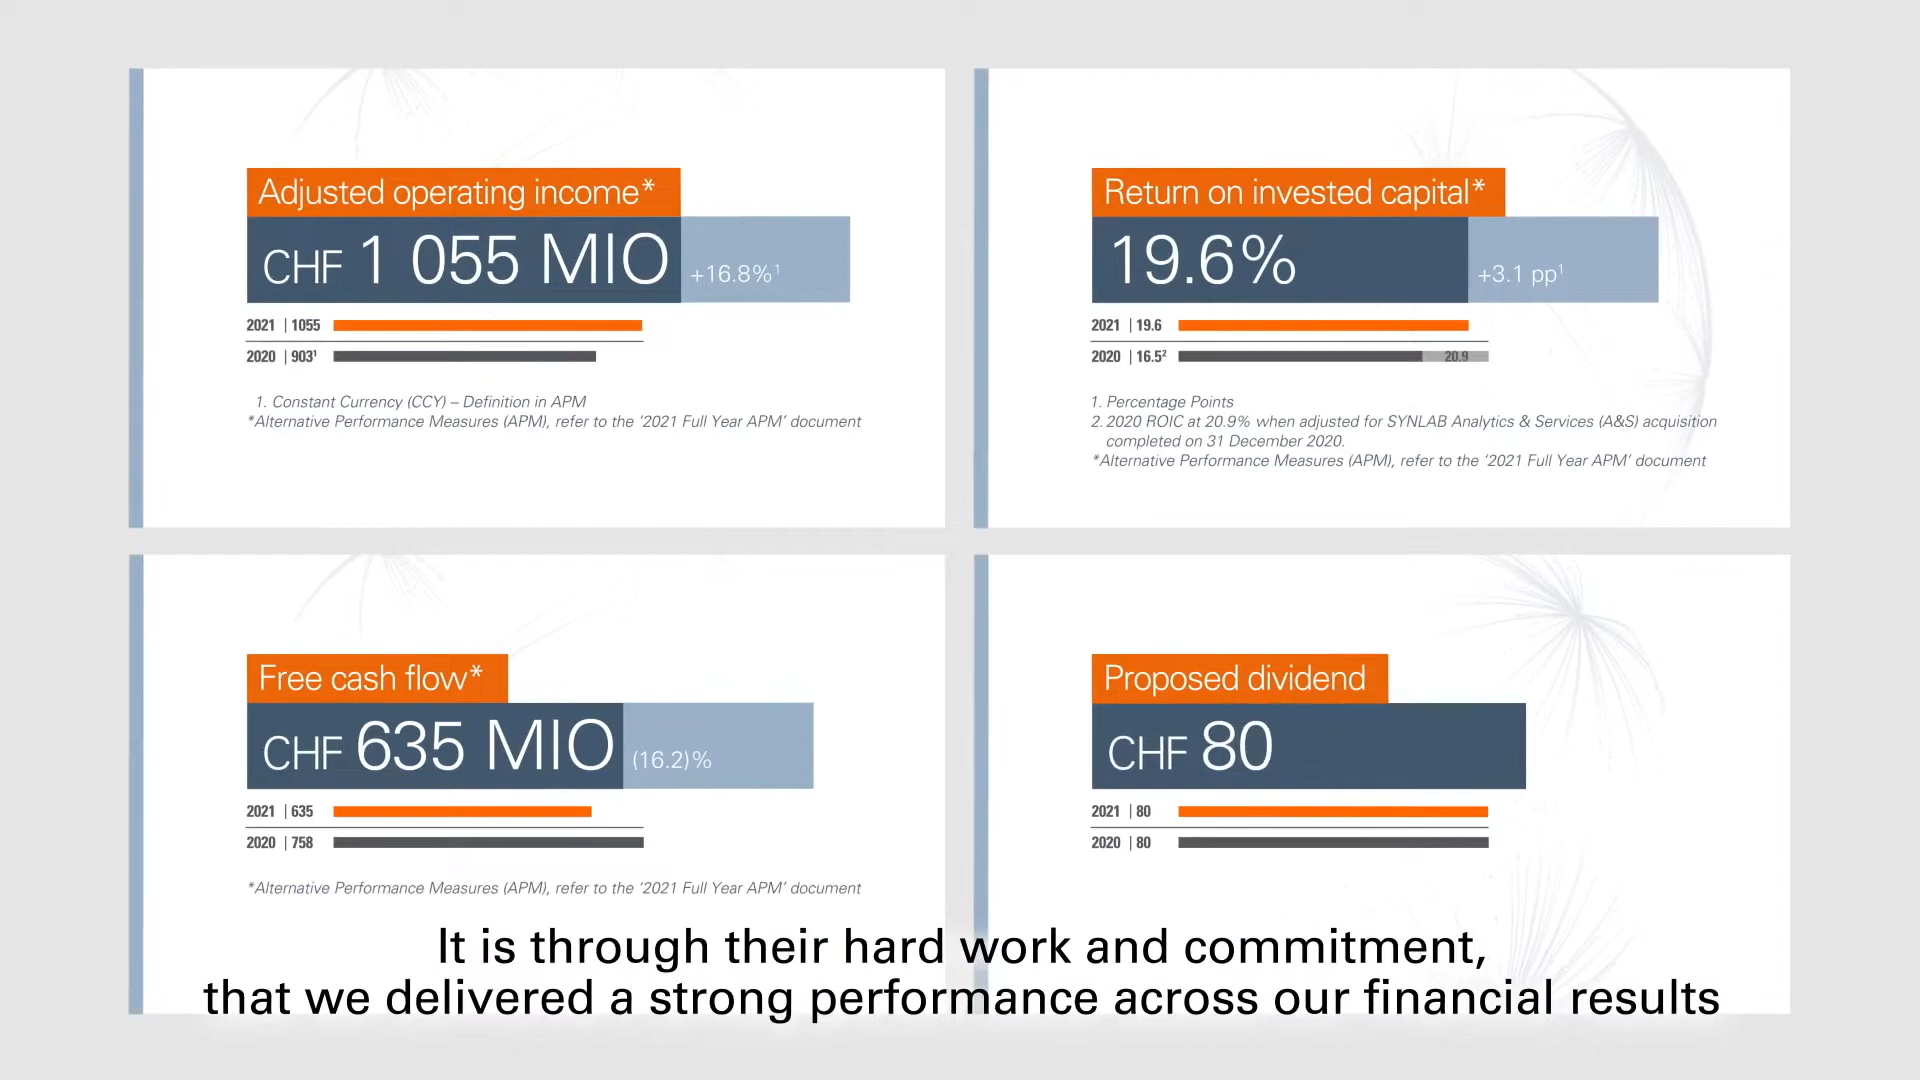 Adjusted operating income*
CHF 1 055 MIO +16.8%¹
2021 | 1055
2020 | 903¹
1. Constant Currency (CCY) – Definition in APM
*Alternative Performance Measures (APM), refer to the ‘2021 Full Year APM’ document
Return on invested capital*
19.6% +3.1 pp¹
2021 | 19.6
2020 | 16.5² 20.9
1. Percentage Points
2. 2020 ROIC at 20.9% when adjusted for SYNLAB Analytics & Services (A&S) acquisition
completed on 31 December 2020.
*Alternative Performance Measures (APM), refer to the ‘2021 Full Year APM’ document
Free cash flow*
CHF 635 MIO (16.2)%
2021 | 635
2020 | 758
*Alternative Performance Measures (APM), refer to the ‘2021 Full Year APM’ document
Proposed dividend
CHF 80
2021 | 80
2020 | 80
It is through their hard work and commitment,
that we delivered a strong performance across our financial results